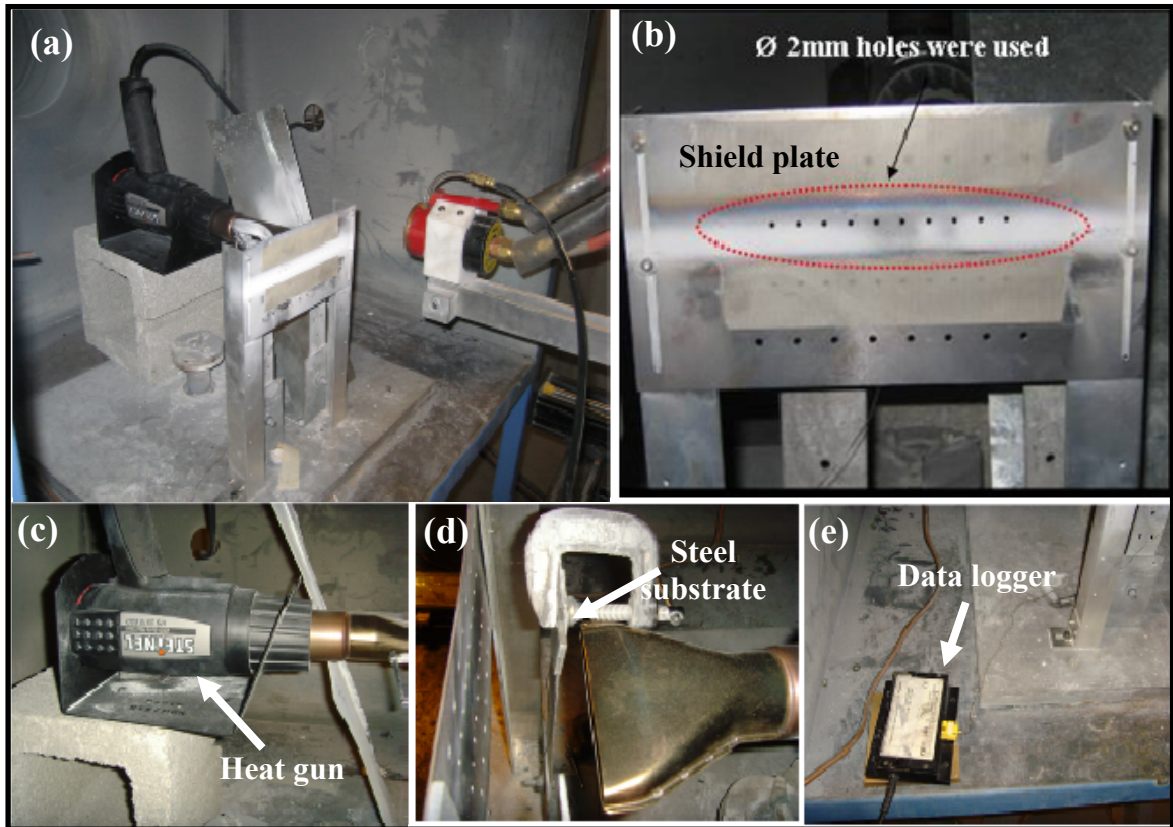 (a)
(b)
Ø 2mm holes were used
Shield plate
(c)
STEINEL
Heat gun
(d)
Steel
substrate
(e)
Data logger